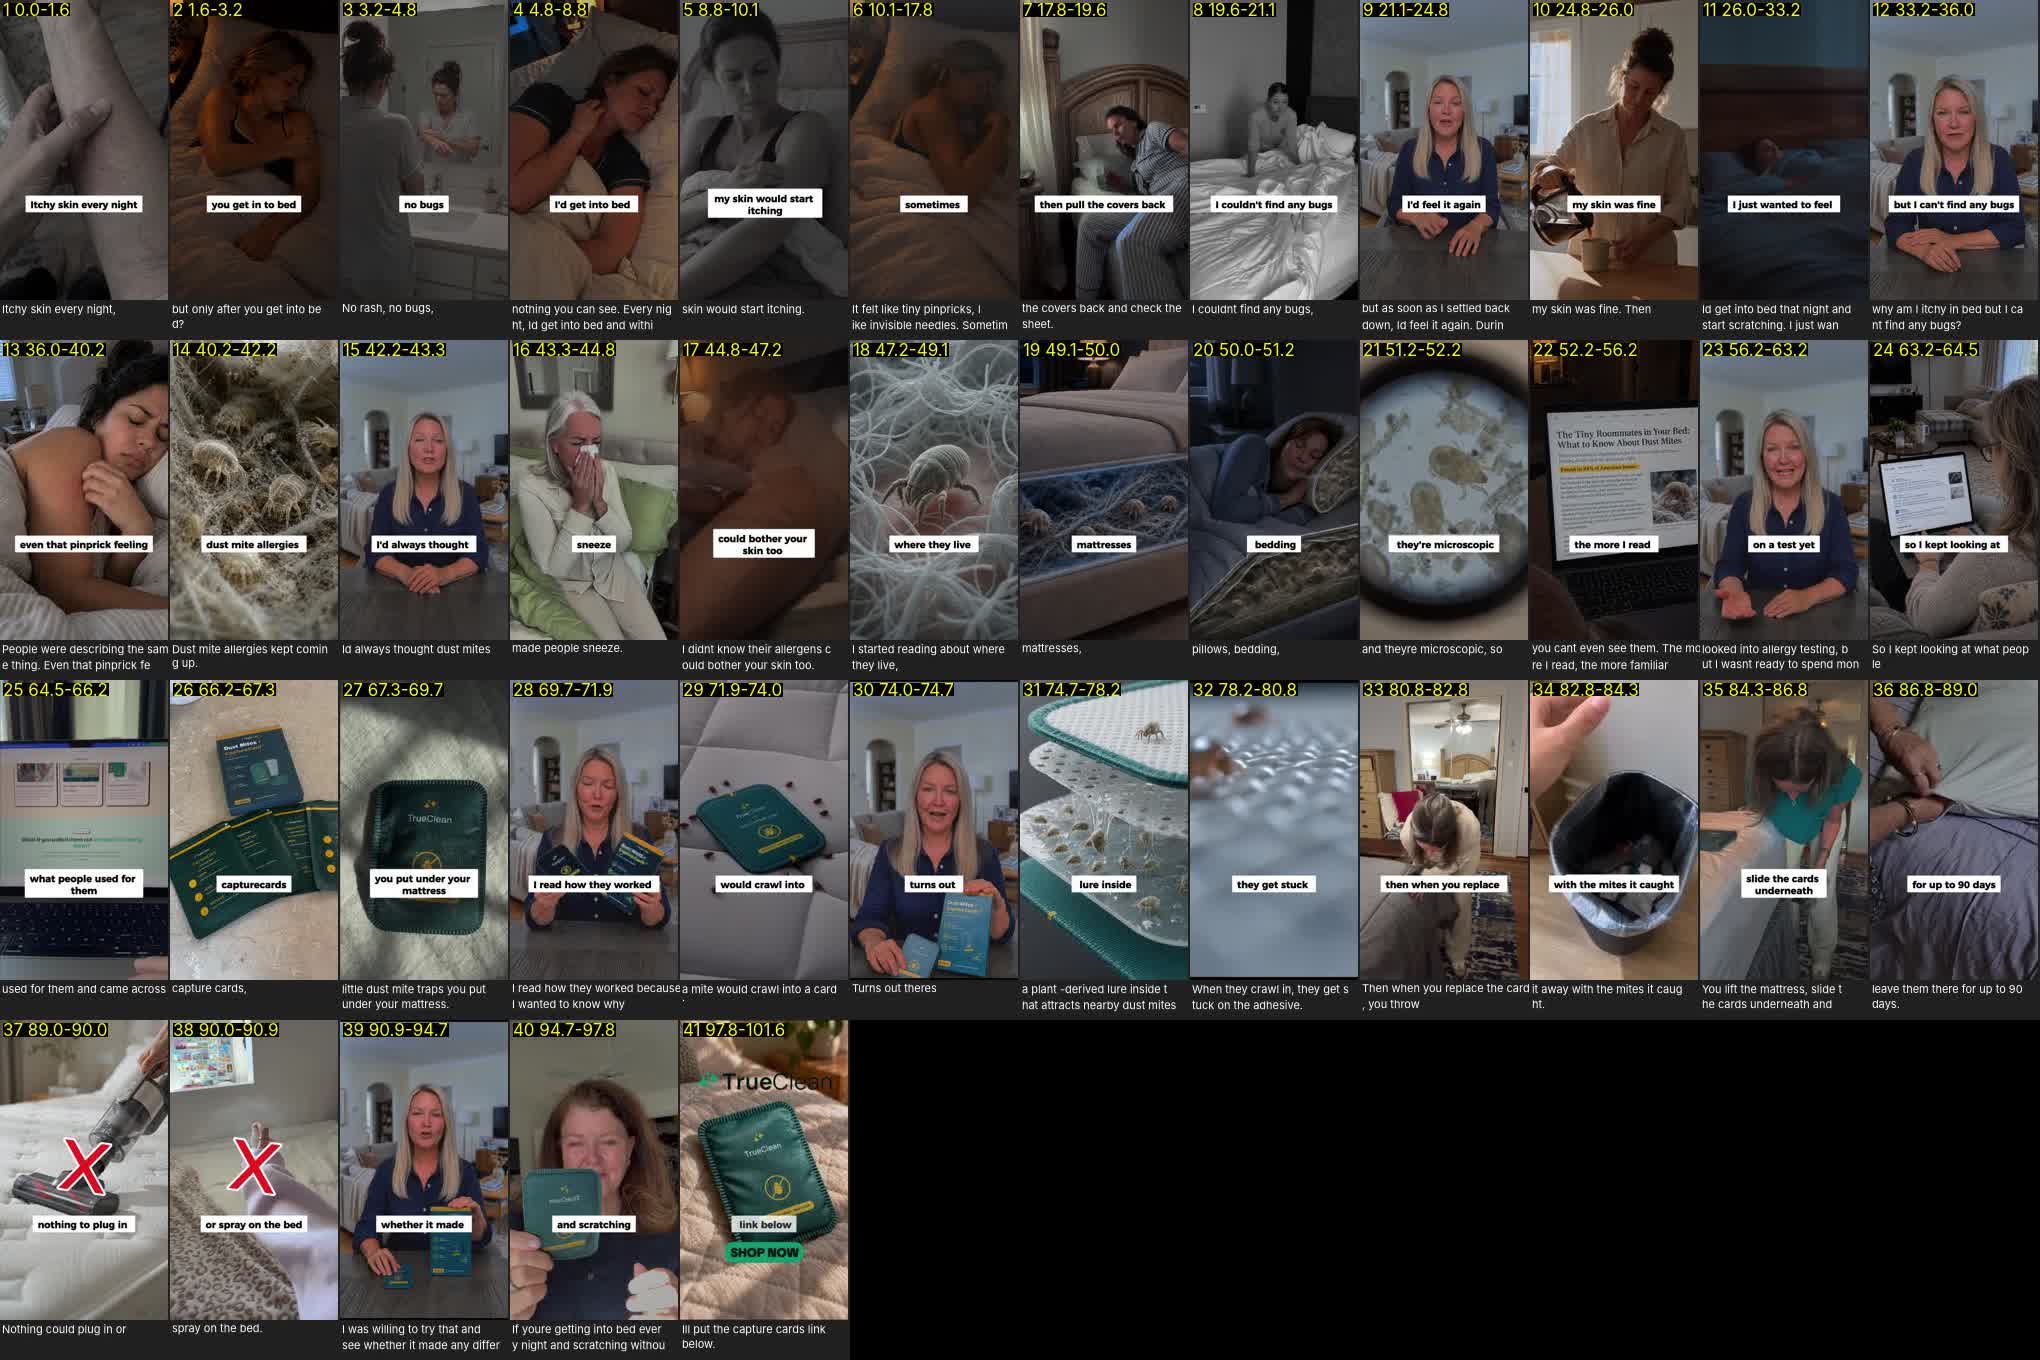 1 0.0-1.6
Itchy skin every night
Itchy skin every night,
2 1.6-3.2
you get in to bed
but only after you get into be
d?
3 3.2-4.8
no bugs
No rash, no bugs,
4 4.8-8.8
I'd get into bed
nothing you can see. Every nig
ht, Id get into bed and withi
5 8.8-10.1
my skin would start
itching
skin would start itching.
6 10.1-17.8
sometimes
It felt like tiny pinpricks, l
ike invisible needles. Sometim
7 17.8-19.6
then pull the covers back
the covers back and check the
sheet.
8 19.6-21.1
I couldn't find any bugs
I couldnt find any bugs,
9 21.1-24.8
I'd feel it again
but as soon as I settled back
down, Id feel it again. Durin
10 24.8-26.0
my skin was fine
my skin was fine. Then
11 26.0-33.2
I just wanted to feel
Id get into bed that night and
start scratching. I just wan
12 33.2-36.0
but I can't find any bugs
why am I itchy in bed but I ca
nt find any bugs?
13 36.0-40.2
even that pinprick feeling
People were describing the sam
e thing. Even that pinprick fe
14 40.2-42.2
dust mite allergies
Dust mite allergies kept comin
g up.
15 42.2-43.3
I'd always thought
Id always thought dust mites
16 43.3-44.8
sneeze
made people sneeze.
17 44.8-47.2
could bother your
skin too
I didnt know their allergens c
ould bother your skin too.
18 47.2-49.1
where they live
I started reading about where
they live,
19 49.1-50.0
mattresses
mattresses,
20 50.0-51.2
bedding
pillows, bedding,
21 51.2-52.2
they're microscopic
and theyre microscopic, so
22 52.2-56.2
The Tiny Roommates in Your Bed:
What to Know About Dust Mites
the more I read
you cant even see them. The mo
re I read, the more familiar
23 56.2-63.2
on a test yet
looked into allergy testing, b
ut I wasnt ready to spend mon
24 63.2-64.5
so I kept looking at
So I kept looking at what peop
le
25 64.5-66.2
what people used for
them
used for them and came across
26 66.2-67.3
Dust Mites
capturecards
capture cards,
27 67.3-69.7
TrueClean
you put under your
mattress
little dust mite traps you put
under your mattress.
28 69.7-71.9
I read how they worked
I read how they worked because
I wanted to know why
29 71.9-74.0
would crawl into
a mite would crawl into a card
.
30 74.0-74.7
turns out
Turns out theres
31 74.7-78.2
lure inside
a plant -derived lure inside t
hat attracts nearby dust mites
32 78.2-80.8
they get stuck
When they crawl in, they get s
tuck on the adhesive.
33 80.8-82.8
then when you replace
Then when you replace the card
, you throw
34 82.8-84.3
with the mites it caught
it away with the mites it caug
ht.
35 84.3-86.8
slide the cards
underneath
You lift the mattress, slide t
he cards underneath and
36 86.8-89.0
for up to 90 days
leave them there for up to 90
days.
37 89.0-90.0
X
nothing to plug in
Nothing could plug in or
38 90.0-90.9
X
or spray on the bed
spray on the bed.
39 90.9-94.7
whether it made
I was willing to try that and
see whether it made any differ
40 94.7-97.8
and scratching
If youre getting into bed ever
y night and scratching withou
41 97.8-101.6
TrueClean
TrueClean
link below
SHOP NOW
Ill put the capture cards link
below.